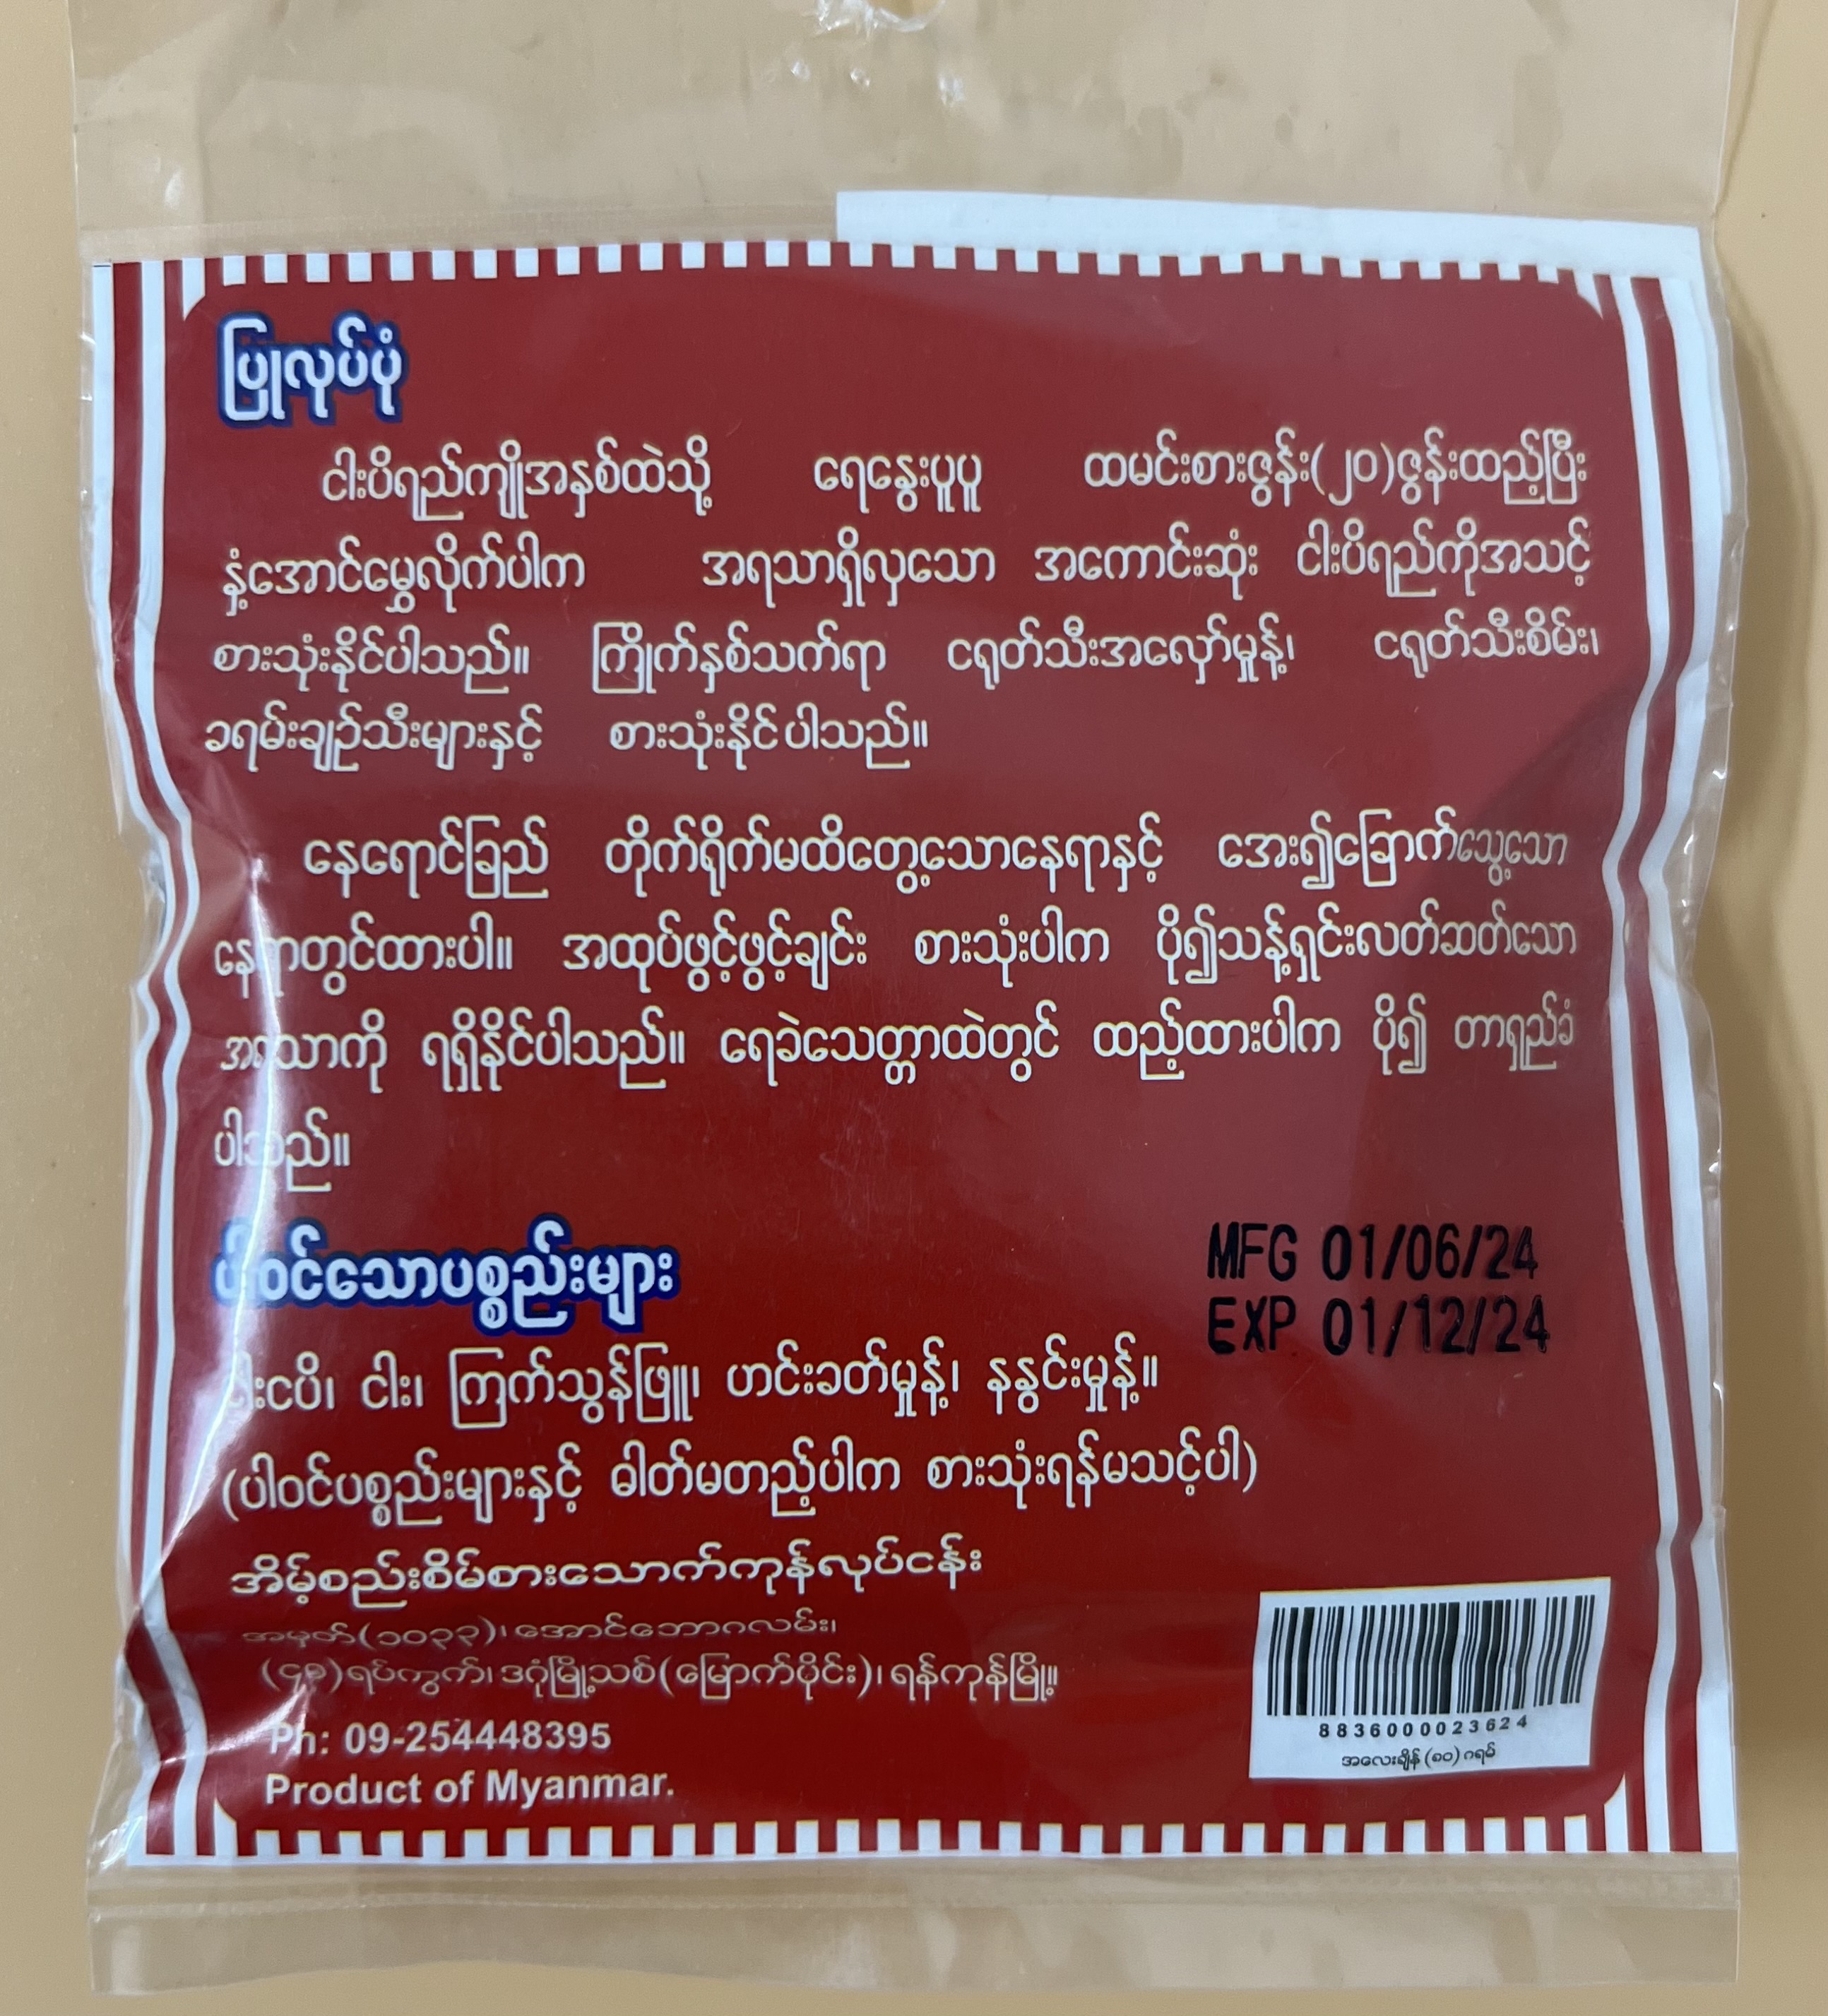 ပြုလုပ်ပုံ
ငါးပိရည်ကျိုအနှစ်ထဲသို့ ရေနွေးပူပူ ထမင်းစားဇွန်း(၂၀)ဇွန်းထည့်ပြီး
နှံ့အောင်မွှေလိုက်ပါက အရသာရှိလှသော အကောင်းဆုံး ငါးပိရည်ကိုအသင့်
စားသုံးနိုင်ပါသည်။ ကြိုက်နှစ်သက်ရာ ငရုတ်သီးအလှော်မှုန့်၊ ငရုတ်သီးစိမ်း၊
ခရမ်းချဉ်သီးများနှင့် စားသုံးနိုင်ပါသည်။
နေရောင်ခြည် တိုက်ရိုက်မထိတွေ့သောနေရာနှင့် အေး၍ခြောက်သွေ့သော
နေရာတွင်ထားပါ။ အထုပ်ဖွင့်ဖွင့်ချင်း စားသုံးပါက ပို၍သန့်ရှင်းလတ်ဆတ်သော
အရသာကို ရရှိနိုင်ပါသည်။ ရေခဲသေတ္တာထဲတွင် ထည့်ထားပါက ပို၍ တာရှည်ခံ
ပါသည်။
ပါဝင်သောပစ္စည်းများ
MFG 01/06/24
EXP 01/12/24
ငါးငပိ၊ ငါး၊ ကြက်သွန်ဖြူ၊ ဟင်းခတ်မှုန့်၊ နနွင်းမှုန့်။
(ပါဝင်ပစ္စည်းများနှင့် ဓါတ်မတည့်ပါက စားသုံးရန်မသင့်ပါ)
အိမ့်စည်းစိမ်စားသောက်ကုန်လုပ်ငန်း
အမှတ်(၁၀၃၃)၊ အောင်ဘောဂလမ်း၊
(၄၈)ရပ်ကွက်၊ ဒဂုံမြို့သစ်(မြောက်ပိုင်း)၊ ရန်ကုန်မြို့။
Ph: 09-254448395
Product of Myanmar.
8836000023624
အလေးချိန် (၈၀) ဂရမ်